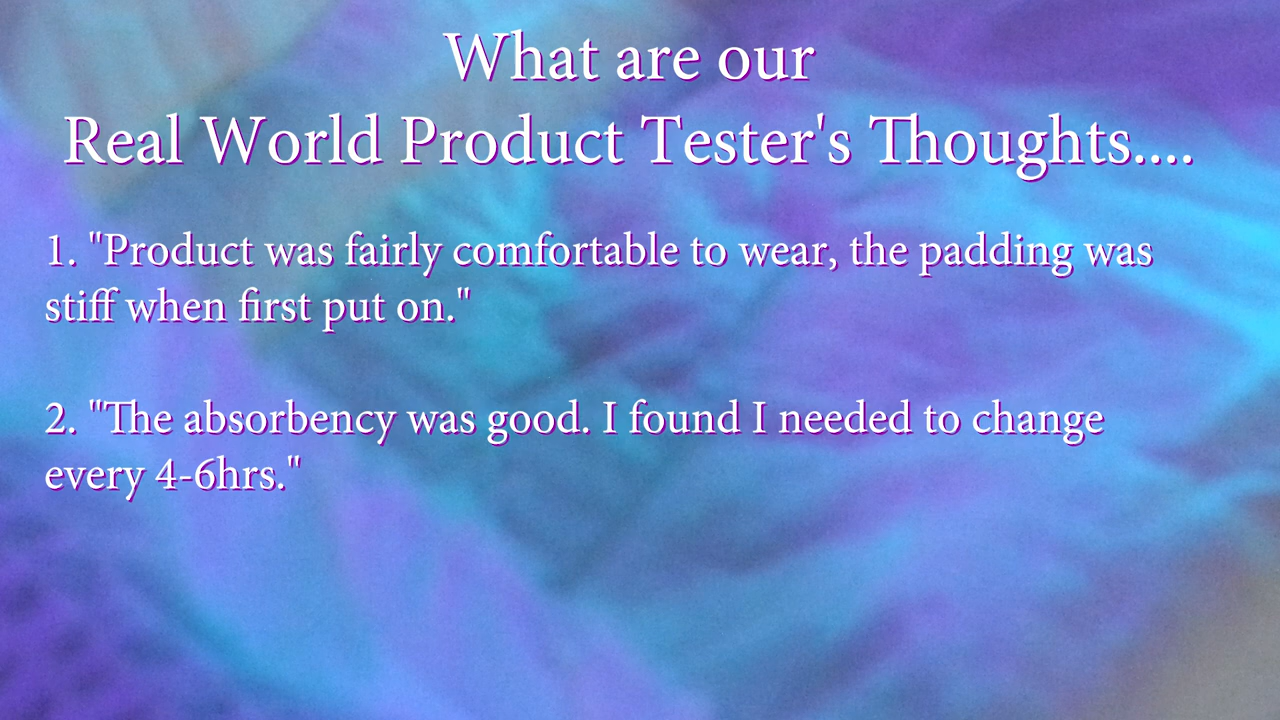 What are our
Real World Product Tester's Thoughts....
1. "Product was fairly comfortable to wear, the padding was
stiff when first put on."
2. "The absorbency was good. I found I needed to change
every 4-6hrs."